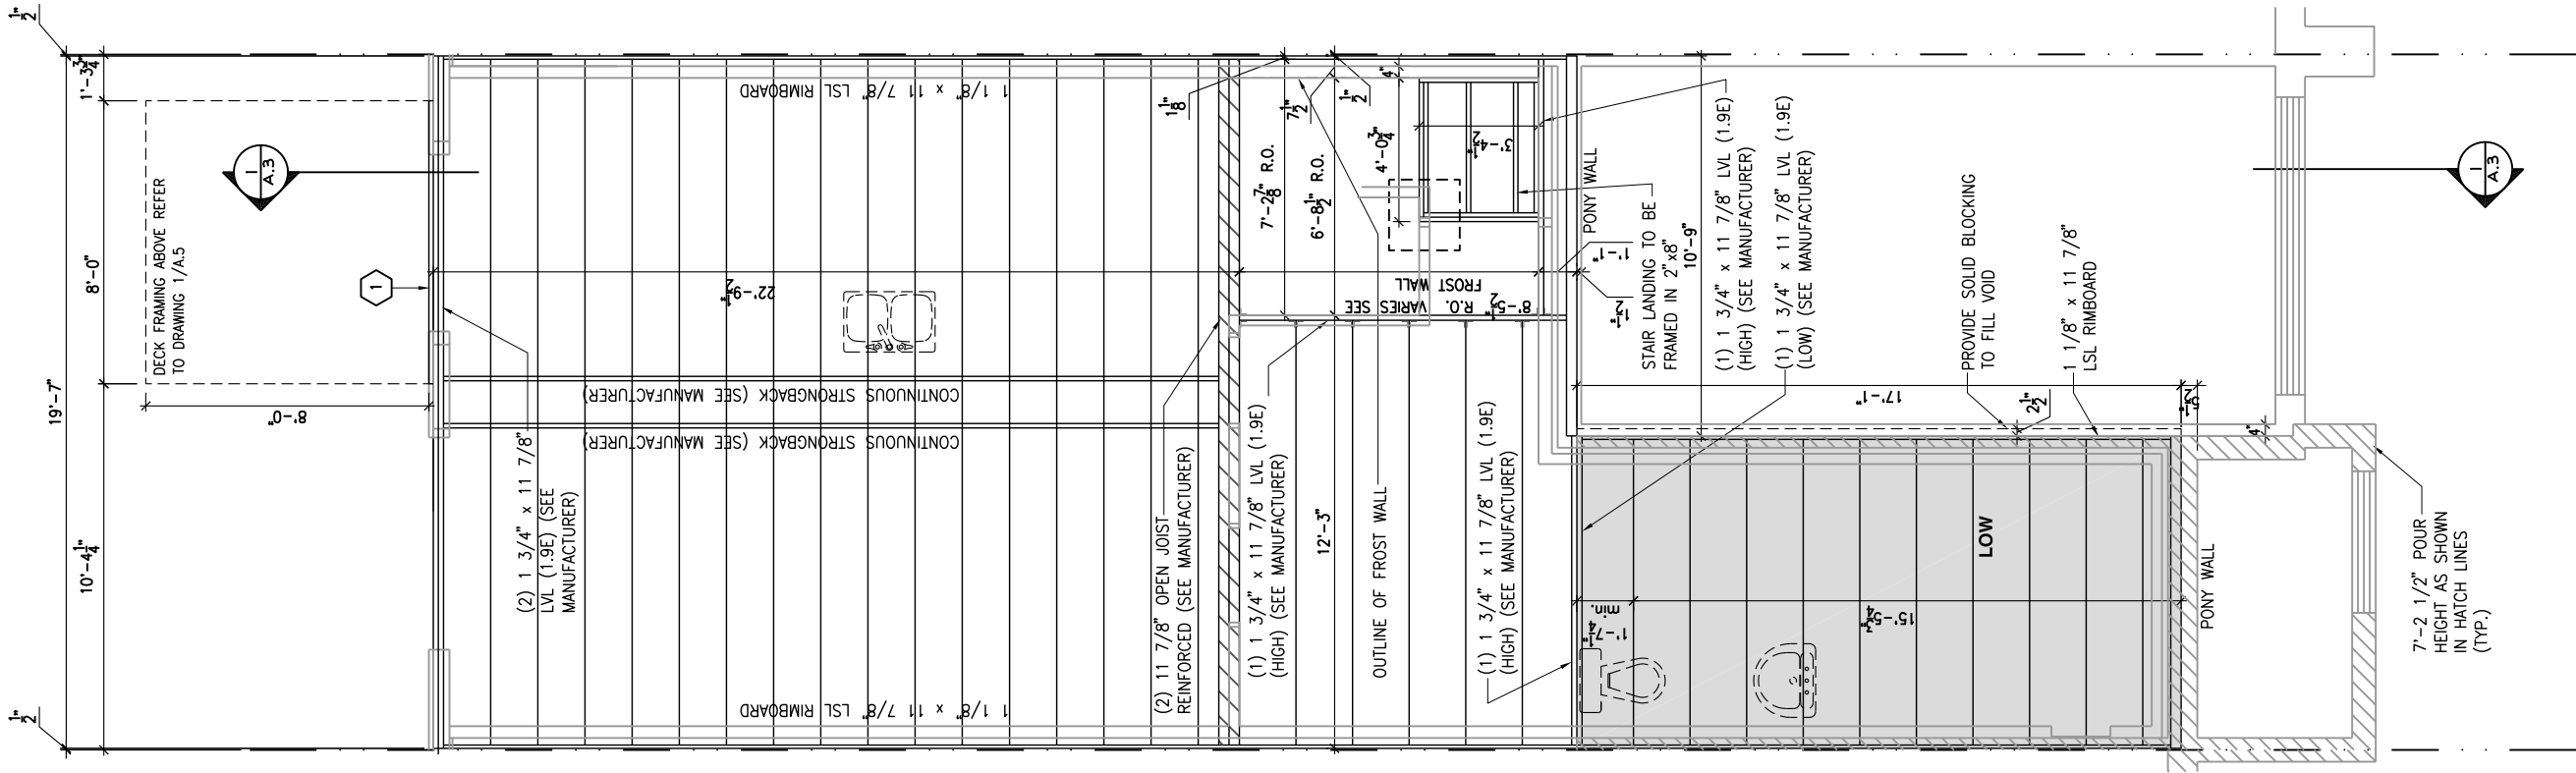 1/2"
19'-7"
1'-3 3/4"
8'-0"
10'-4 1/4"
1/2"
DECK FRAMING ABOVE REFER
TO DRAWING 1/A.5
8'-0"
1
A.3
1
(2) 1 3/4" x 11 7/8"
LVL (1.9E) (SEE
MANUFACTURER)
1 1/8" x 11 7/8" LSL RIMBOARD
22'-9 1/2"
CONTINUOUS STRONGBACK (SEE MANUFACTURER)
CONTINUOUS STRONGBACK (SEE MANUFACTURER)
1 1/8" x 11 7/8" LSL RIMBOARD
(2) 11 7/8" OPEN JOIST
REINFORCED (SEE MANUFACTURER)
1 1/8"
7'-2 7/8" R.O.
7 1/2"
6'-8 1/2" R.O.
1/2"
4"
4'-0 3/4"
3'-4 1/2"
(1) 1 3/4" x 11 7/8" LVL (1.9E)
(HIGH) (SEE MANUFACTURER)
12'-3"
OUTLINE OF FROST WALL
8'-5 1/2" R.O. VARIES SEE
FROST WALL
(1) 1 3/4" x 11 7/8" LVL (1.9E)
(HIGH) (SEE MANUFACTURER)
PONY WALL
1'-1"
1 1/2"
STAIR LANDING TO BE
FRAMED IN 2"x8"
10'-9"
(1) 1 3/4" x 11 7/8" LVL (1.9E)
(HIGH) (SEE MANUFACTURER)
(1) 1 3/4" x 11 7/8" LVL (1.9E)
(LOW) (SEE MANUFACTURER)
17'-1"
PROVIDE SOLID BLOCKING
TO FILL VOID
2 1/2"
1 1/8" x 11 7/8"
LSL RIMBOARD
5 1/2"
4"
1'-7 1/4"
min.
15'-5 3/4"
LOW
PONY WALL
7'-2 1/2" POUR
HEIGHT AS SHOWN
IN HATCH LINES
(TYP.)
1
A.3